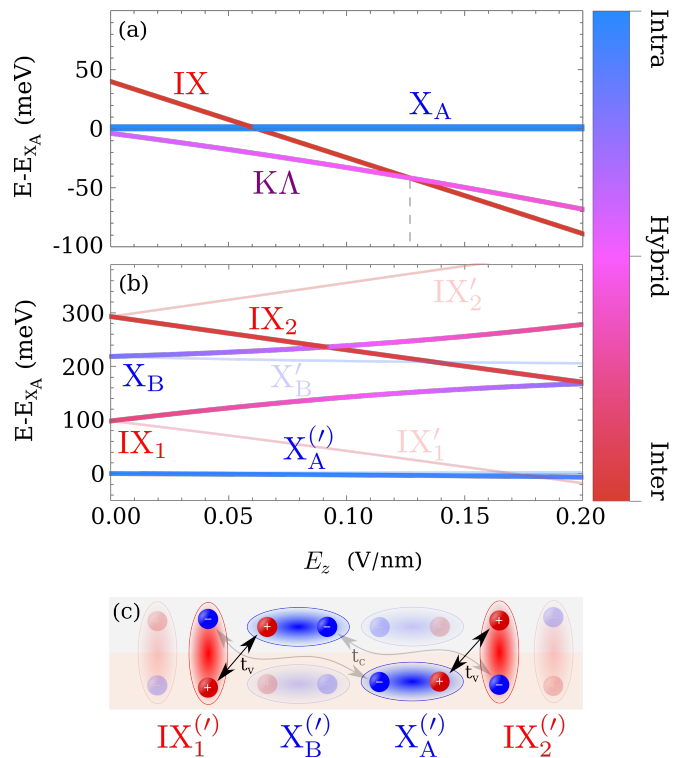 (a)
IX
X_A
KΛ
E-E_{X_A} (meV)
50
0
-50
-100
(b)
IX'_2
IX_2
X_B
X'_B
IX_1
X_A^{(′)}
IX'_1
E-E_{X_A} (meV)
300
200
100
0
0.00 0.05 0.10 0.15 0.20
E_z (V/nm)
Intra
Hybrid
Inter
(c)
− + − − + +
t_v t_c t_v
+ − + −
IX_1^{(′)} X_B^{(′)} X_A^{(′)} IX_2^{(′)}